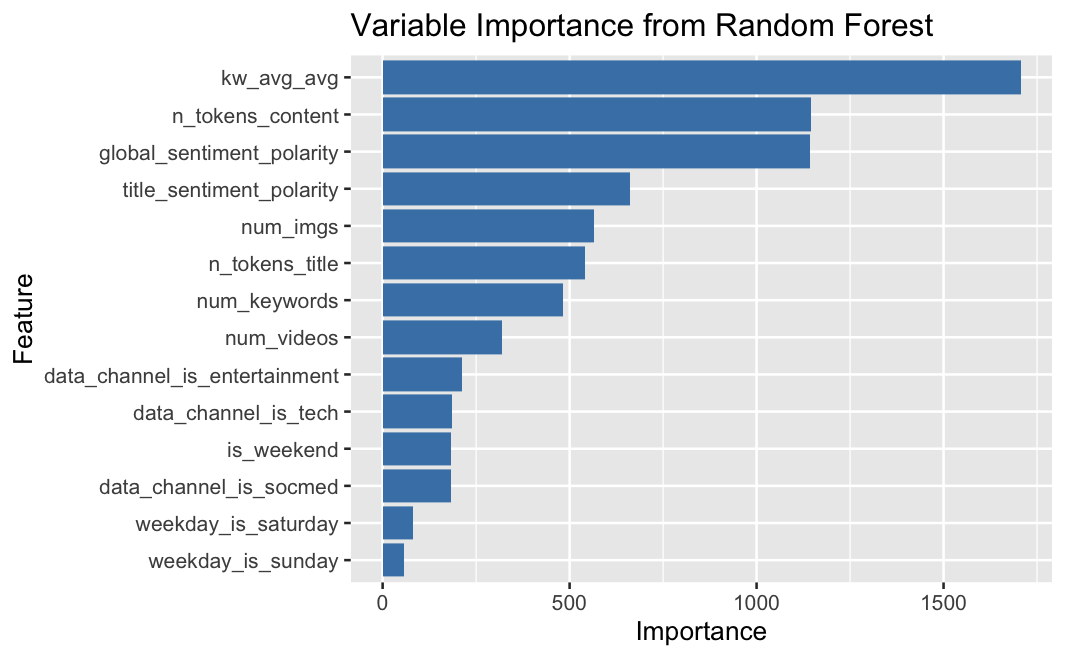 Variable Importance from Random Forest
Feature
kw_avg_avg
n_tokens_content
global_sentiment_polarity
title_sentiment_polarity
num_imgs
n_tokens_title
num_keywords
num_videos
data_channel_is_entertainment
data_channel_is_tech
is_weekend
data_channel_is_socmed
weekday_is_saturday
weekday_is_sunday
0 500 1000 1500
Importance